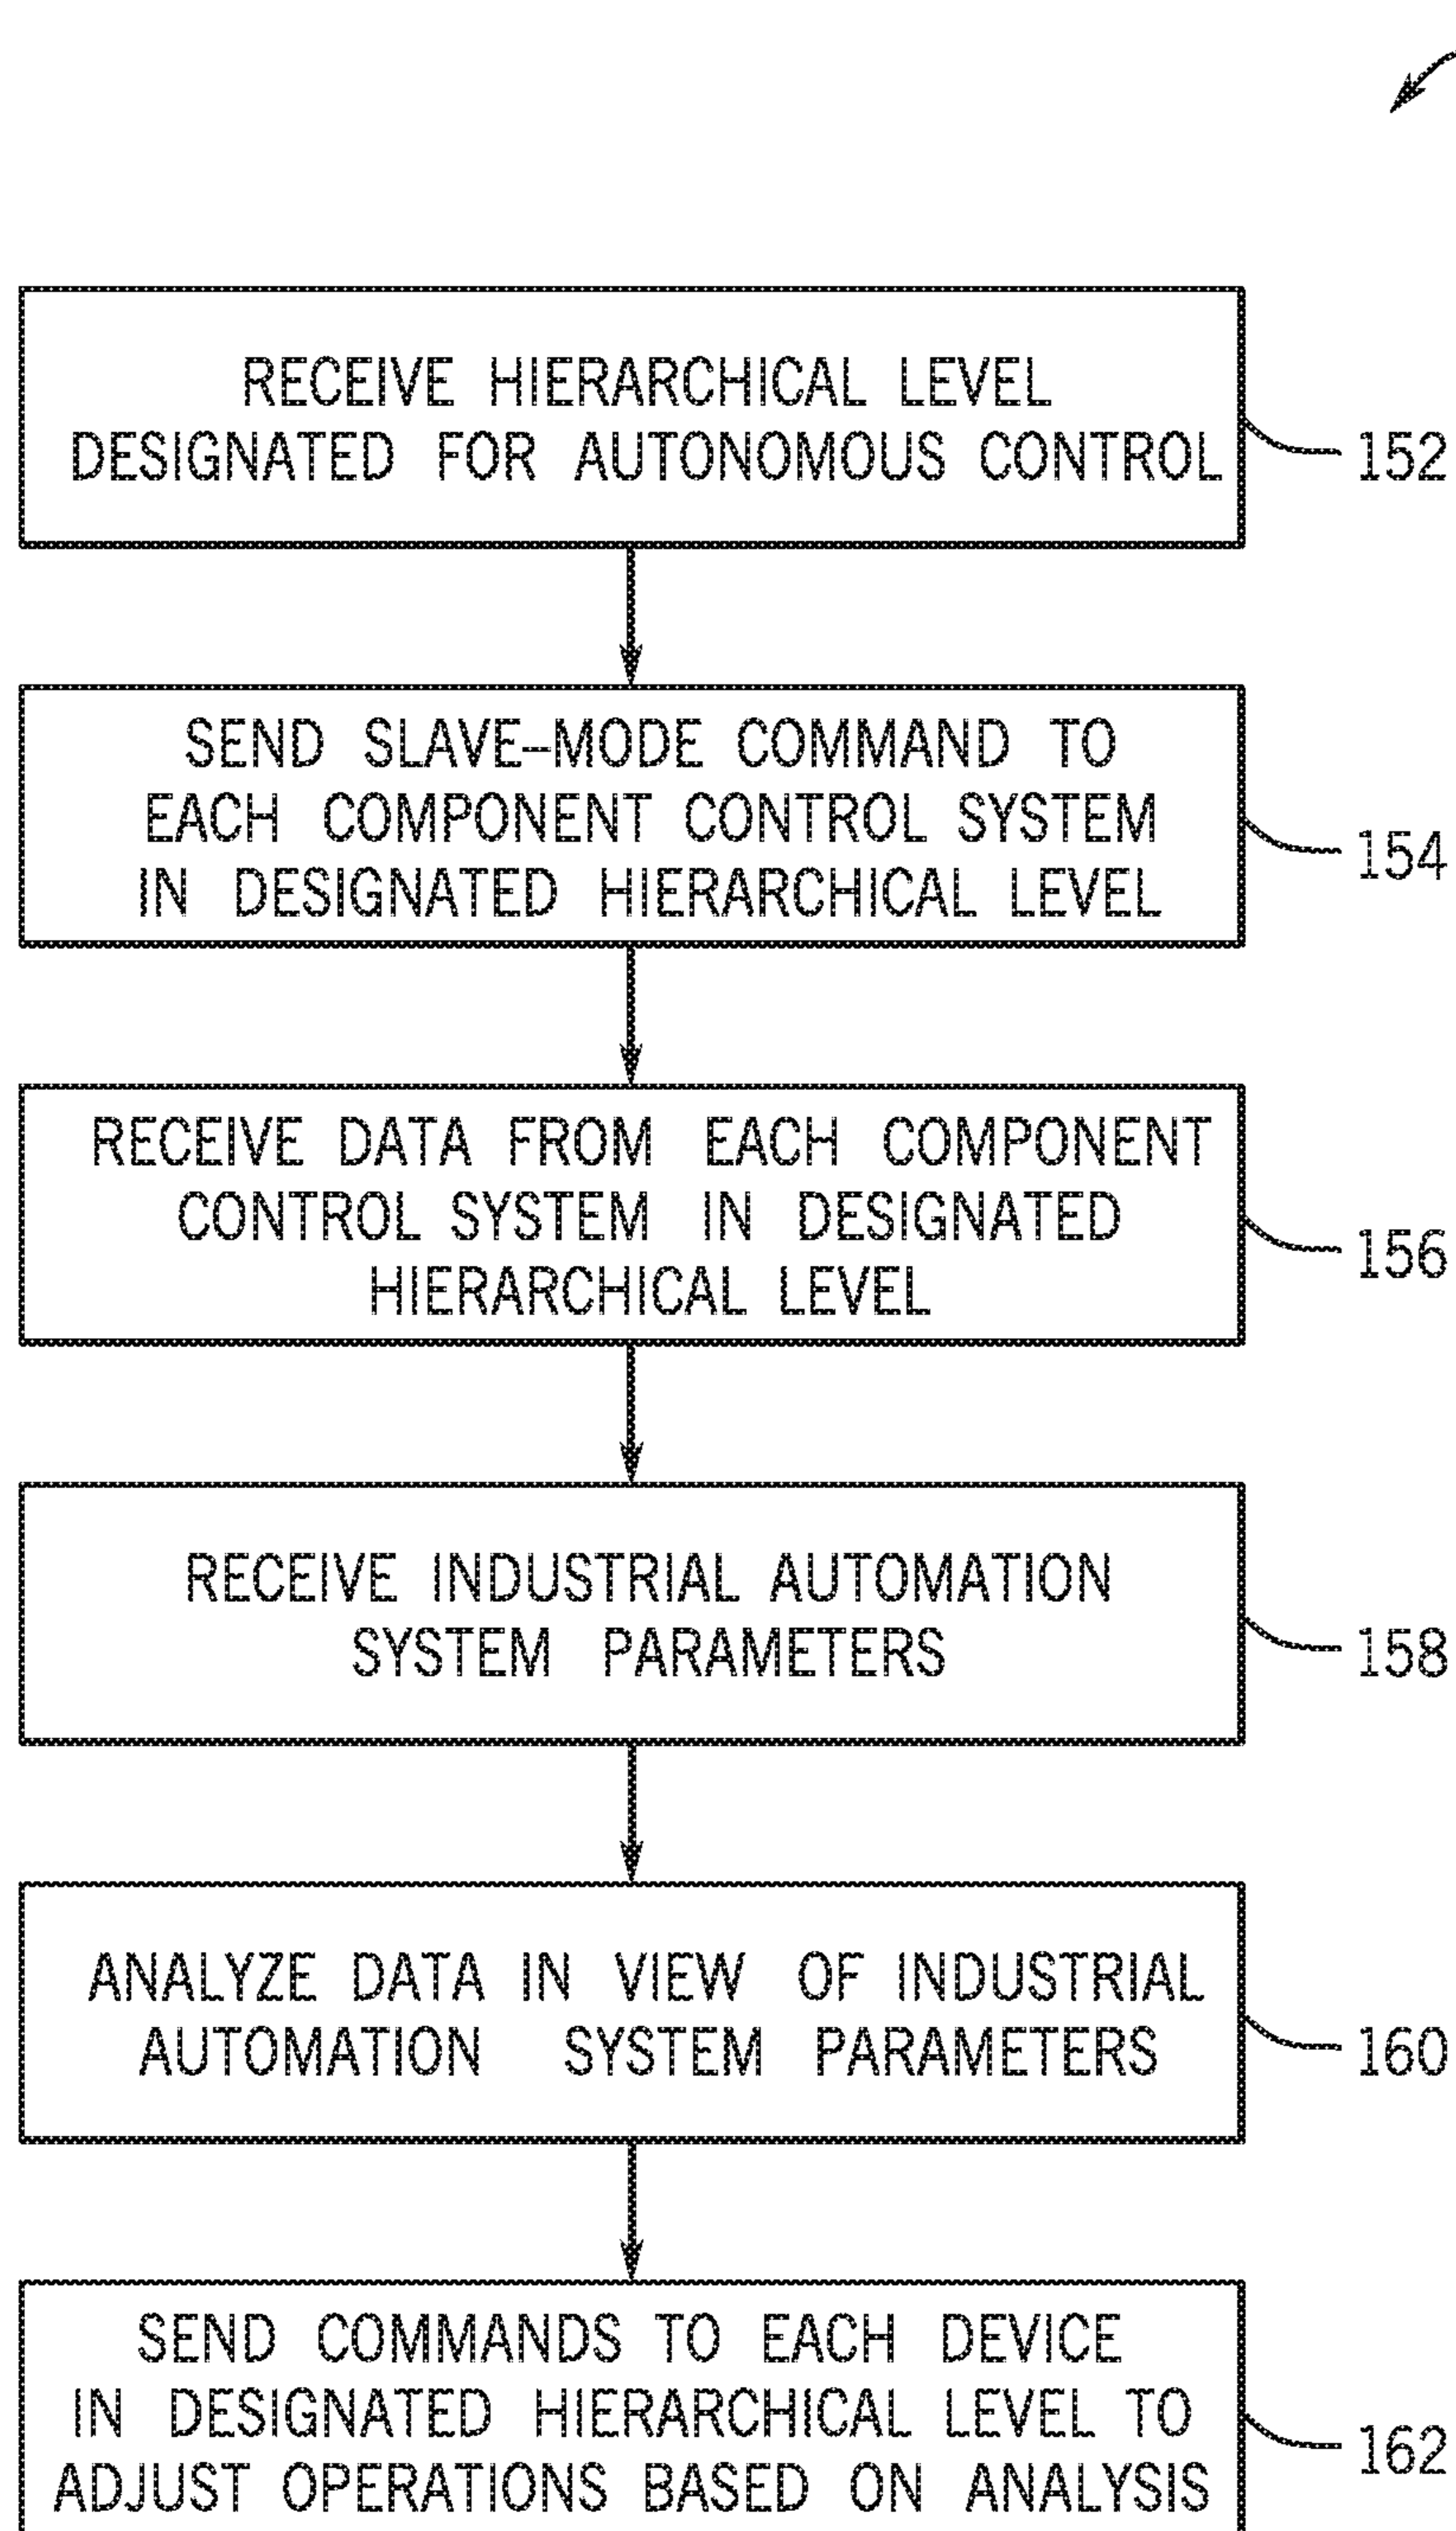 RECEIVE HIERARCHICAL LEVEL
DESIGNATED FOR AUTONOMOUS CONTROL
152
SEND SLAVE–MODE COMMAND TO
EACH COMPONENT CONTROL SYSTEM
IN DESIGNATED HIERARCHICAL LEVEL
154
RECEIVE DATA FROM EACH COMPONENT
CONTROL SYSTEM IN DESIGNATED
HIERARCHICAL LEVEL
156
RECEIVE INDUSTRIAL AUTOMATION
SYSTEM PARAMETERS
158
ANALYZE DATA IN VIEW OF INDUSTRIAL
AUTOMATION SYSTEM PARAMETERS
160
SEND COMMANDS TO EACH DEVICE
IN DESIGNATED HIERARCHICAL LEVEL TO
ADJUST OPERATIONS BASED ON ANALYSIS
162